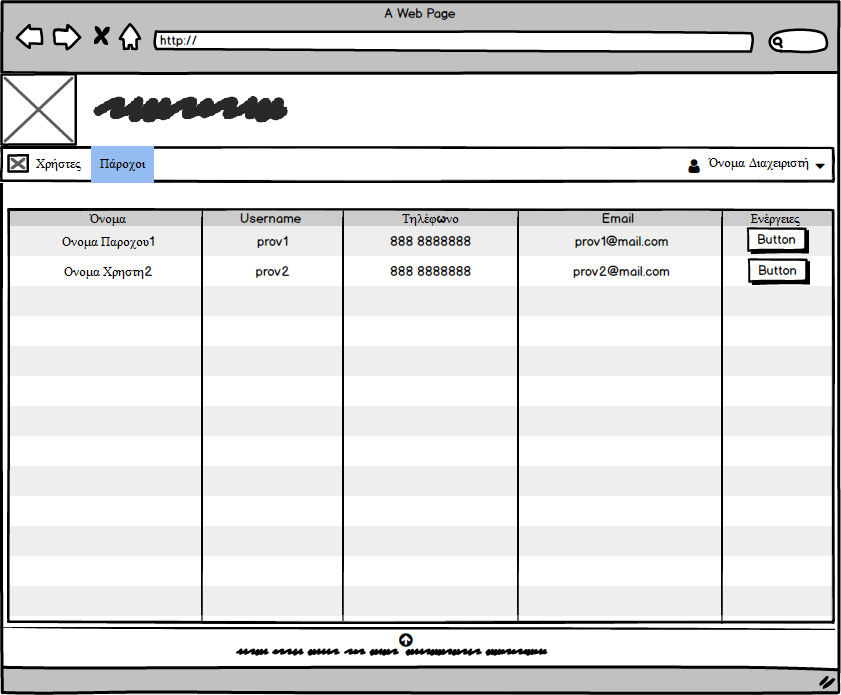 A Web Page
http://
Χρήστες Πάροχοι Όνομα Διαχειριστή
Όνομα Username Τηλέφωνο Email Ενέργειες
Ονομα Παροχου1 prov1 888 8888888 prov1@mail.com Button
Ονομα Χρηστη2 prov2 888 8888888 prov2@mail.com Button